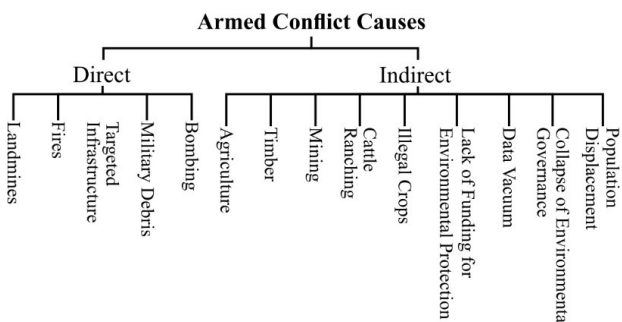 Armed Conflict Causes
Direct
Indirect
Landmines
Fires
Targeted
Infrastructure
Military Debris
Bombing
Agriculture
Timber
Mining
Cattle
Ranching
Illegal Crops
Lack of Funding for
Environmental Protection
Data Vacuum
Collapse of Environmenta
Governance
Population
Displacement